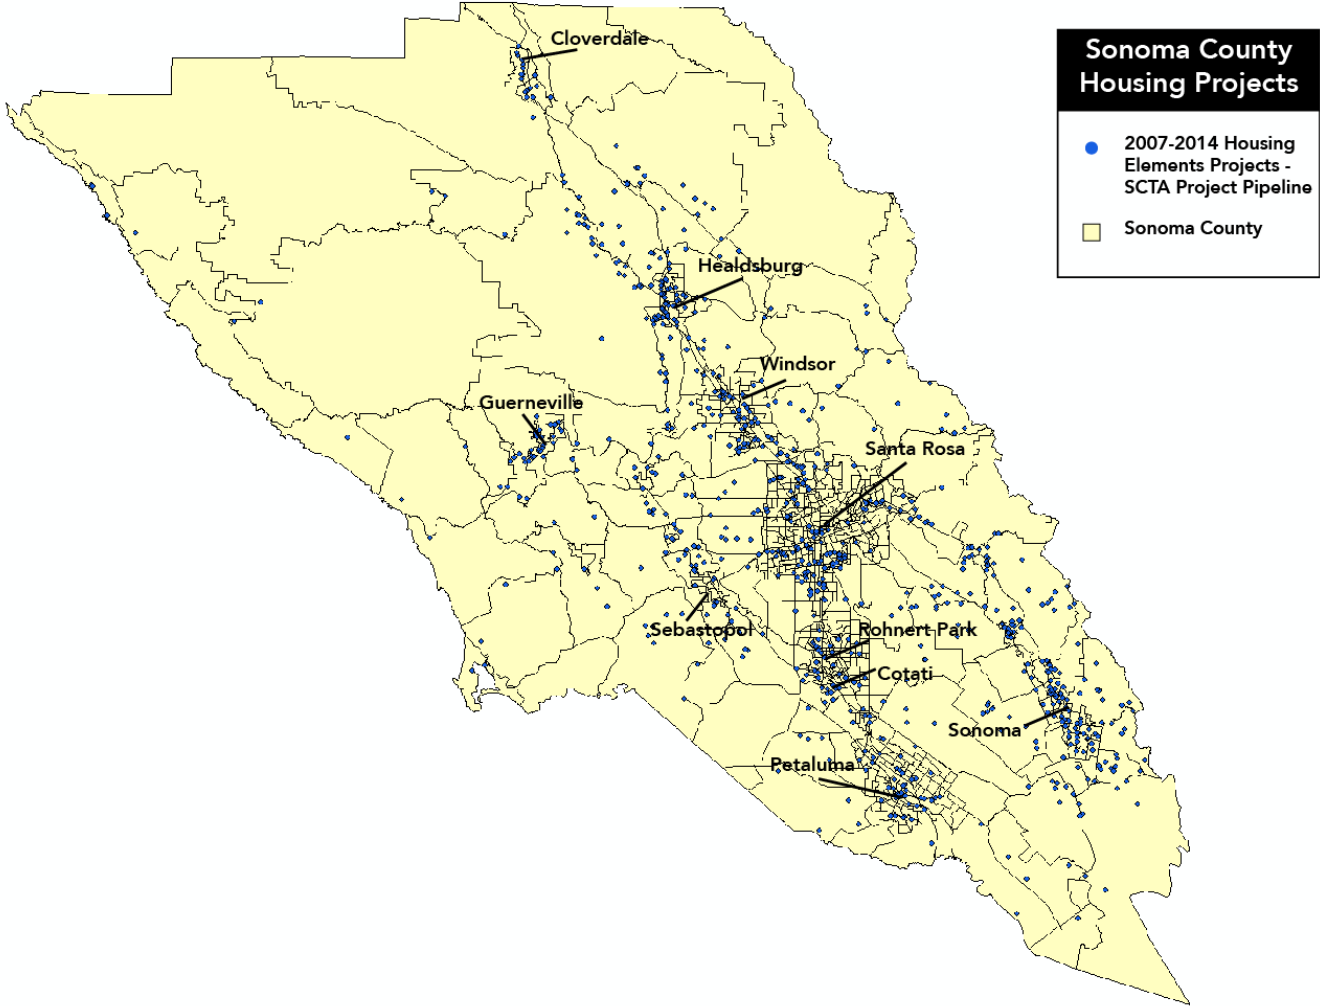 Sonoma County
Housing Projects
2007-2014 Housing
Elements Projects -
SCTA Project Pipeline
Sonoma County
Cloverdale
Healdsburg
Windsor
Guerneville
Santa Rosa
Sebastopol
Rohnert Park
Cotati
Sonoma
Petaluma